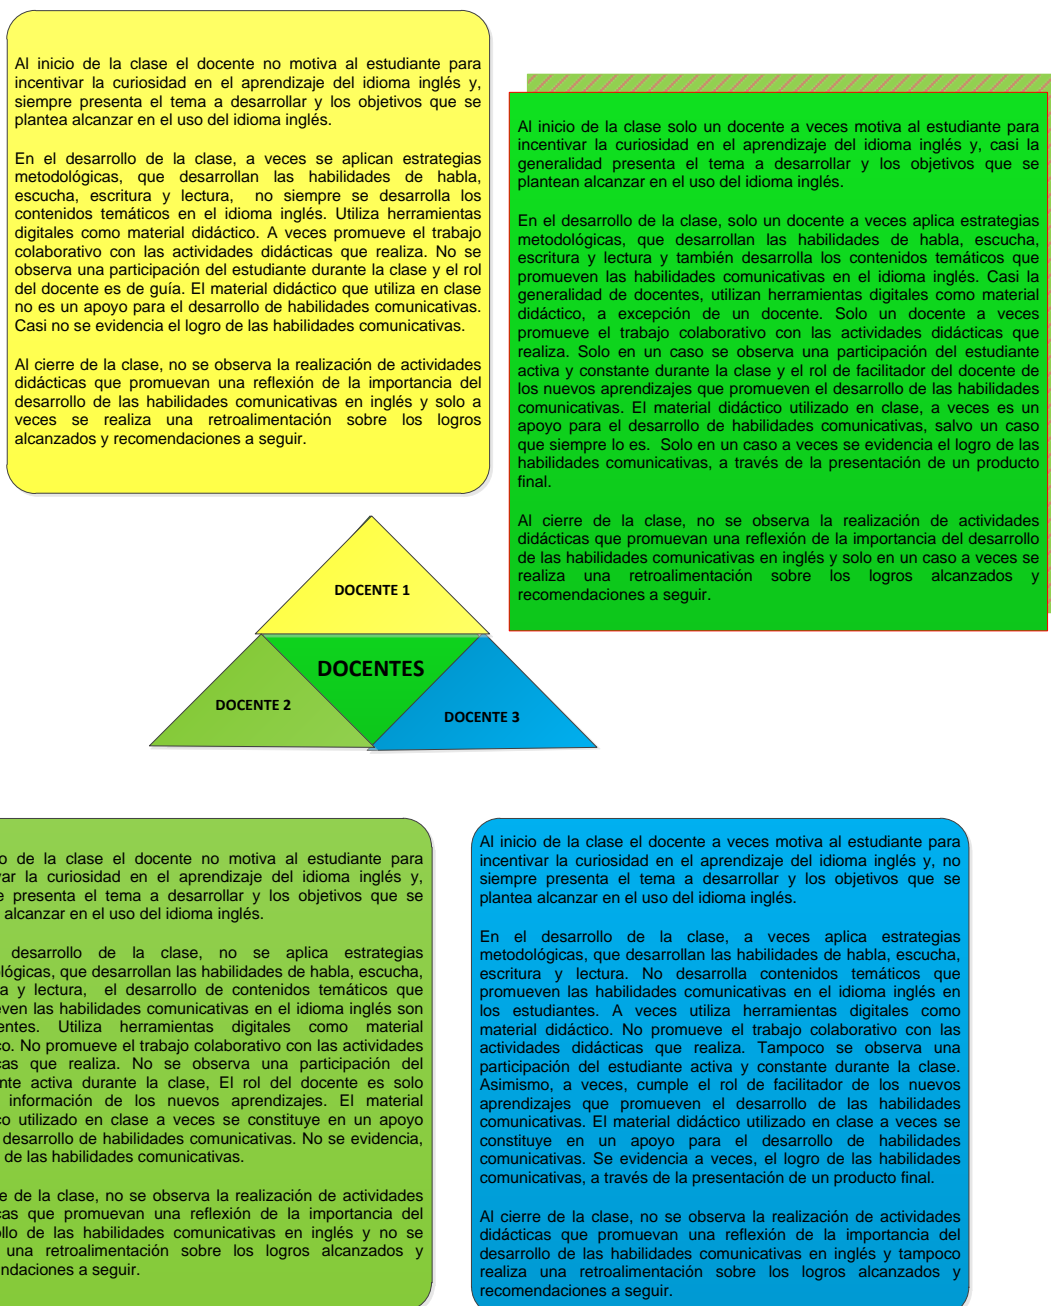 Al inicio de la clase el docente no motiva al estudiante para
incentivar la curiosidad en el aprendizaje del idioma inglés y,
siempre presenta el tema a desarrollar y los objetivos que se
plantea alcanzar en el uso del idioma inglés.
En el desarrollo de la clase, a veces se aplican estrategias
metodológicas, que desarrollan las habilidades de habla,
escucha, escritura y lectura, no siempre se desarrolla los
contenidos temáticos en el idioma inglés. Utiliza herramientas
digitales como material didáctico. A veces promueve el trabajo
colaborativo con las actividades didácticas que realiza. No se
observa una participación del estudiante durante la clase y el rol
del docente es de guía. El material didáctico que utiliza en clase
no es un apoyo para el desarrollo de habilidades comunicativas.
Casi no se evidencia el logro de las habilidades comunicativas.
Al cierre de la clase, no se observa la realización de actividades
didácticas que promuevan una reflexión de la importancia del
desarrollo de las habilidades comunicativas en inglés y solo a
veces se realiza una retroalimentación sobre los logros
alcanzados y recomendaciones a seguir.
Al inicio de la clase solo un docente a veces motiva al estudiante para
incentivar la curiosidad en el aprendizaje del idioma inglés y, casi la
generalidad presenta el tema a desarrollar y los objetivos que se
plantean alcanzar en el uso del idioma inglés.
En el desarrollo de la clase, solo un docente a veces aplica estrategias
metodológicas, que desarrollan las habilidades de habla, escucha,
escritura y lectura y también desarrolla los contenidos temáticos que
promueven las habilidades comunicativas en el idioma inglés. Casi la
generalidad de docentes, utilizan herramientas digitales como material
didáctico, a excepción de un docente. Solo un docente a veces
promueve el trabajo colaborativo con las actividades didácticas que
realiza. Solo en un caso se observa una participación del estudiante
activa y constante durante la clase y el rol de facilitador del docente de
los nuevos aprendizajes que promueven el desarrollo de las habilidades
comunicativas. El material didáctico utilizado en clase, a veces es un
apoyo para el desarrollo de habilidades comunicativas, salvo un caso
que siempre lo es. Solo en un caso a veces se evidencia el logro de las
habilidades comunicativas, a través de la presentación de un producto
final.
Al cierre de la clase, no se observa la realización de actividades
didácticas que promuevan una reflexión de la importancia del desarrollo
de las habilidades comunicativas en inglés y solo en un caso a veces se
realiza una retroalimentación sobre los logros alcanzados y
recomendaciones a seguir.
DOCENTE 1
DOCENTES
DOCENTE 2
DOCENTE 3
o de la clase el docente no motiva al estudiante para
var la curiosidad en el aprendizaje del idioma inglés y,
e presenta el tema a desarrollar y los objetivos que se
alcanzar en el uso del idioma inglés.
desarrollo de la clase, no se aplica estrategias
ológicas, que desarrollan las habilidades de habla, escucha,
a y lectura, el desarrollo de contenidos temáticos que
even las habilidades comunicativas en el idioma inglés son
entes. Utiliza herramientas digitales como material
co. No promueve el trabajo colaborativo con las actividades
cas que realiza. No se observa una participación del
nte activa durante la clase, El rol del docente es solo
información de los nuevos aprendizajes. El material
co utilizado en clase a veces se constituye en un apoyo
desarrollo de habilidades comunicativas. No se evidencia,
de las habilidades comunicativas.
e de la clase, no se observa la realización de actividades
cas que promuevan una reflexión de la importancia del
ollo de las habilidades comunicativas en inglés y no se
una retroalimentación sobre los logros alcanzados y
ndaciones a seguir.
Al inicio de la clase el docente a veces motiva al estudiante para
incentivar la curiosidad en el aprendizaje del idioma inglés y, no
siempre presenta el tema a desarrollar y los objetivos que se
plantea alcanzar en el uso del idioma inglés.
En el desarrollo de la clase, a veces aplica estrategias
metodológicas, que desarrollan las habilidades de habla, escucha,
escritura y lectura. No desarrolla contenidos temáticos que
promueven las habilidades comunicativas en el idioma inglés en
los estudiantes. A veces utiliza herramientas digitales como
material didáctico. No promueve el trabajo colaborativo con las
actividades didácticas que realiza. Tampoco se observa una
participación del estudiante activa y constante durante la clase.
Asimismo, a veces, cumple el rol de facilitador de los nuevos
aprendizajes que promueven el desarrollo de las habilidades
comunicativas. El material didáctico utilizado en clase a veces se
constituye en un apoyo para el desarrollo de habilidades
comunicativas. Se evidencia a veces, el logro de las habilidades
comunicativas, a través de la presentación de un producto final.
Al cierre de la clase, no se observa la realización de actividades
didácticas que promuevan una reflexión de la importancia del
desarrollo de las habilidades comunicativas en inglés y tampoco
realiza una retroalimentación sobre los logros alcanzados y
recomendaciones a seguir.